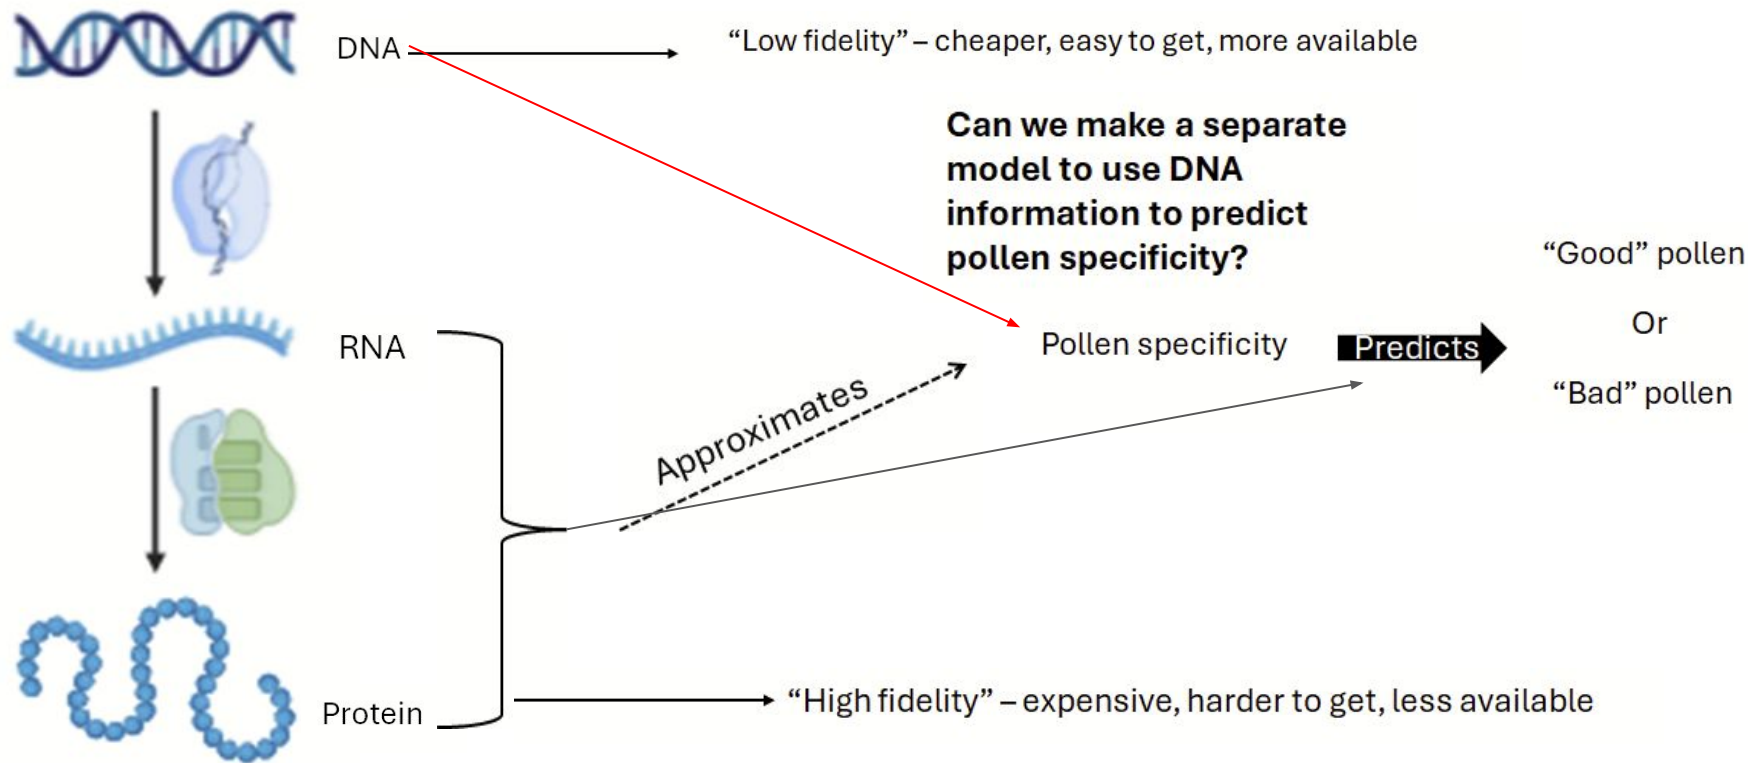 DNA
“Low fidelity” – cheaper, easy to get, more available
Can we make a separate
model to use DNA
information to predict
pollen specificity?
“Good” pollen
Or
“Bad” pollen
RNA
Pollen specificity
Predicts
Approximates
Protein
“High fidelity” – expensive, harder to get, less available